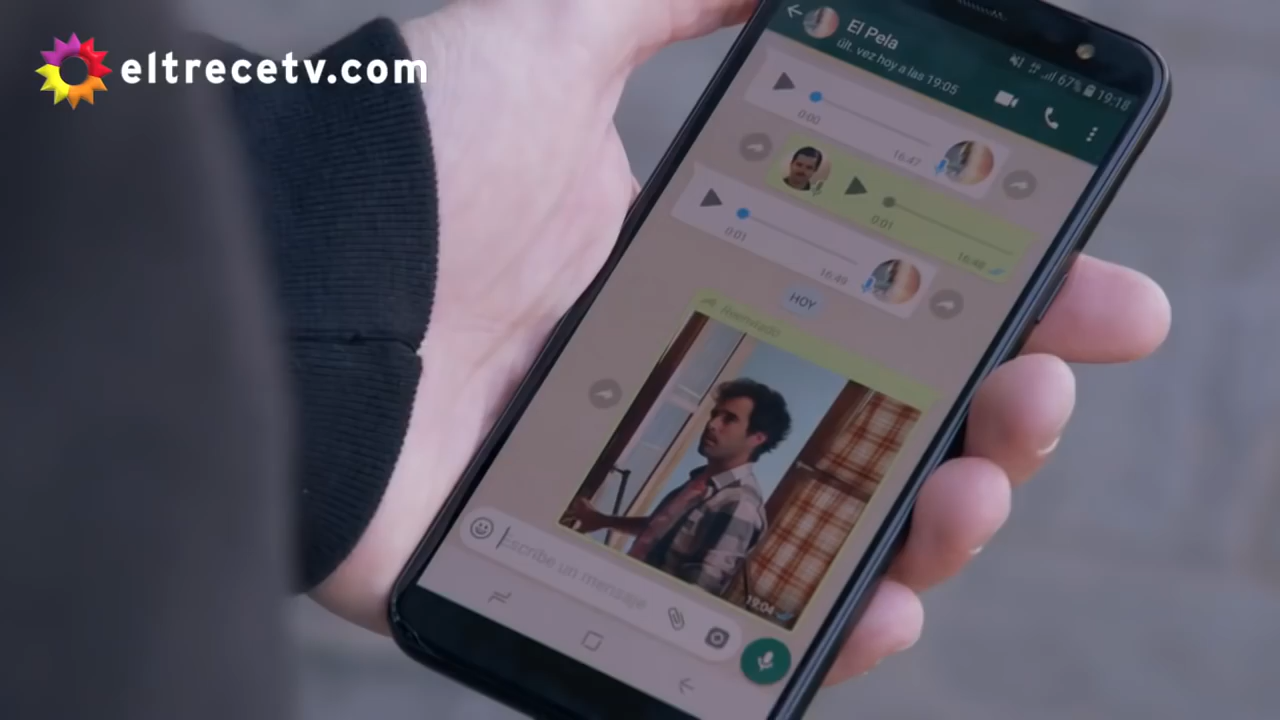 eltrecetv.com
El Pela
últ. vez hoy a las 19:05
67% 19:18
0:00
16:47
0:01
16:48
0:01
16:49
HOY
Reenviado
19:04
Escribe un mensaje